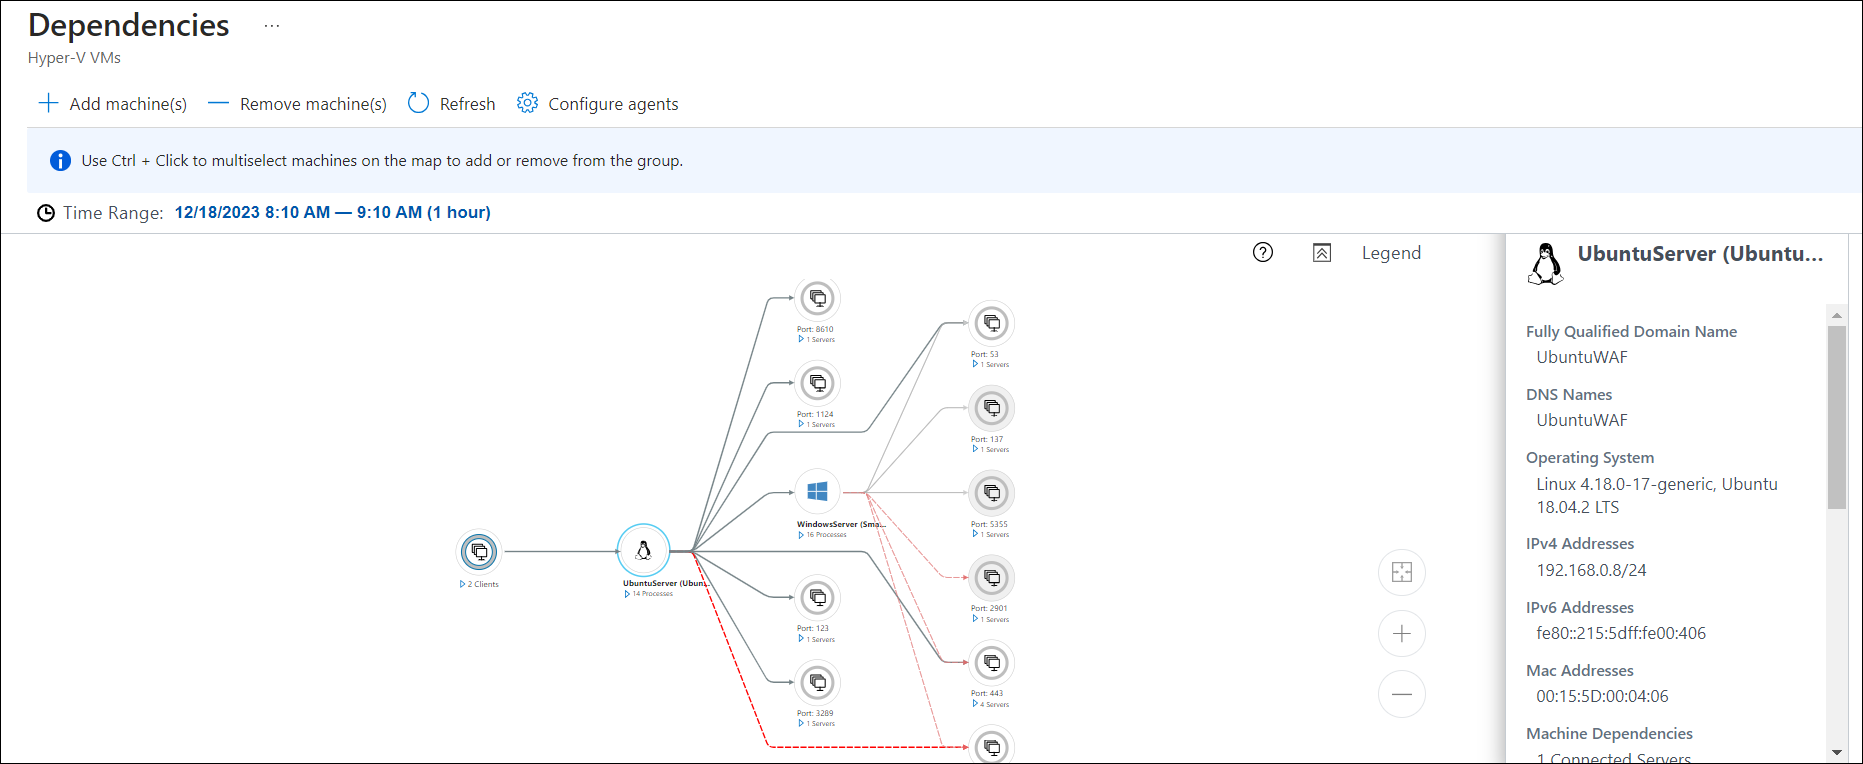 Dependencies ...
Hyper-V VMs
Add machine(s) Remove machine(s) Refresh Configure agents
Use Ctrl + Click to multiselect machines on the map to add or remove from the group.
Time Range: 12/18/2023 8:10 AM — 9:10 AM (1 hour)
Legend
Port: 8610
1 Servers
Port: 53
1 Servers
Port: 1124
1 Servers
Port: 137
1 Servers
WindowsServer (Sma...
16 Processes
Port: 5355
1 Servers
2 Clients
UbuntuServer (Ubun...
14 Processes
Port: 123
1 Servers
Port: 2901
1 Servers
Port: 3289
1 Servers
Port: 443
4 Servers
UbuntuServer (Ubuntu...
Fully Qualified Domain Name
UbuntuWAF
DNS Names
UbuntuWAF
Operating System
Linux 4.18.0-17-generic, Ubuntu
18.04.2 LTS
IPv4 Addresses
192.168.0.8/24
IPv6 Addresses
fe80::215:5dff:fe00:406
Mac Addresses
00:15:5D:00:04:06
Machine Dependencies
1 Connected Servers